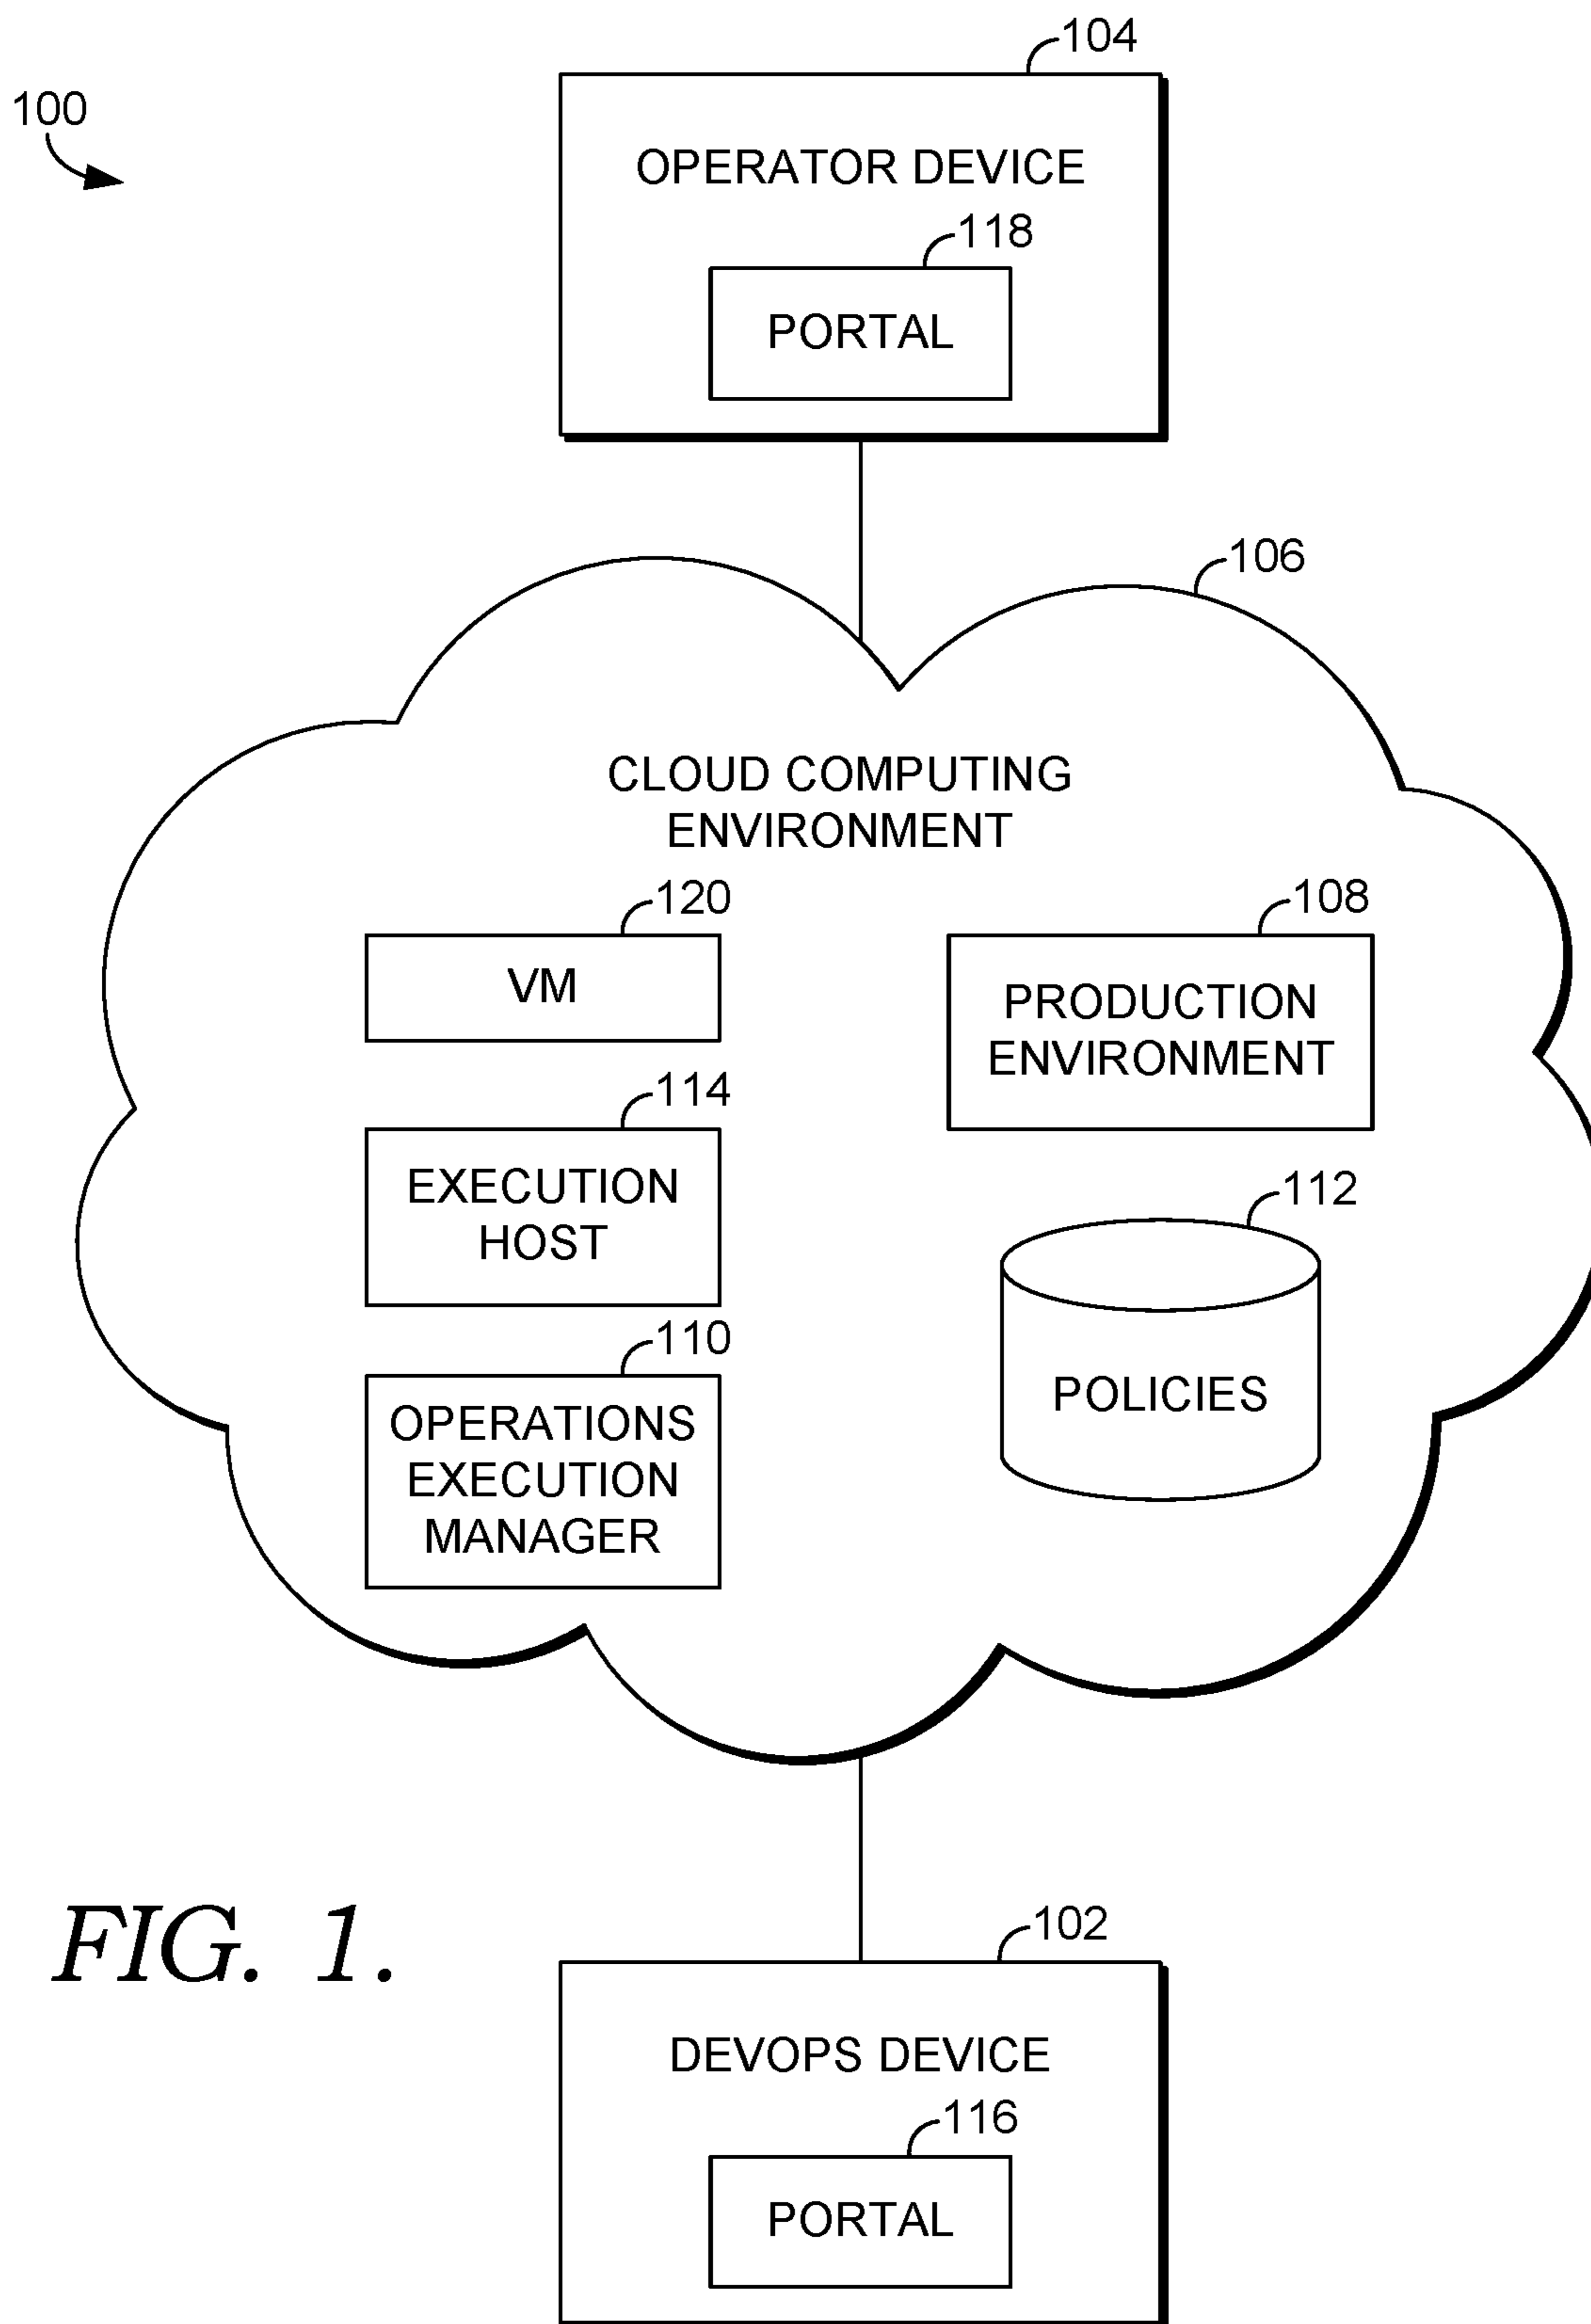 104
100
OPERATOR DEVICE
118
PORTAL
106
CLOUD COMPUTING
ENVIRONMENT
120
VM
108
PRODUCTION
ENVIRONMENT
114
EXECUTION
HOST
112
POLICIES
110
OPERATIONS
EXECUTION
MANAGER
FIG. 1.
102
DEVOPS DEVICE
116
PORTAL